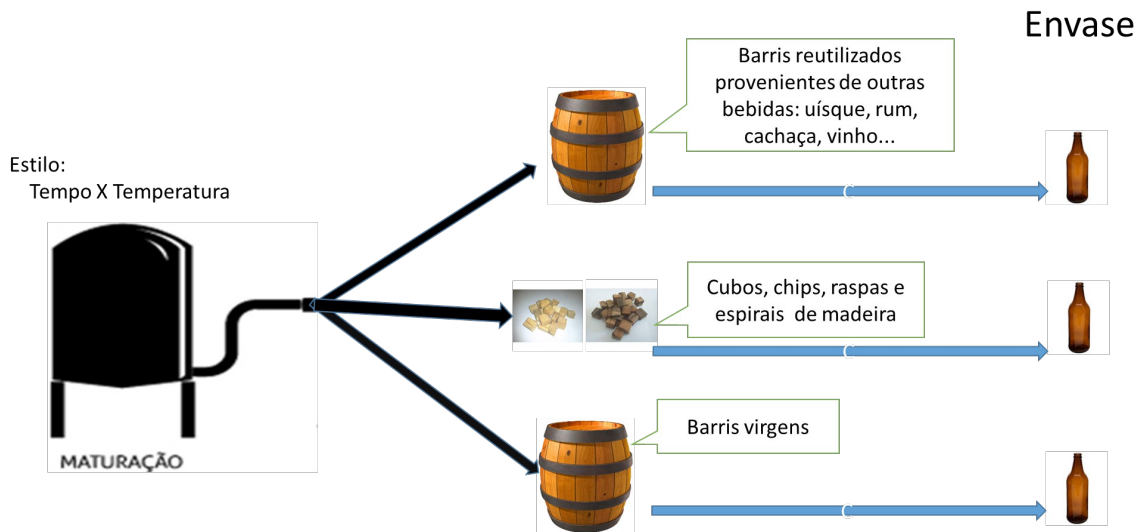 Envase
Barris reutilizados
provenientes de outras
bebidas: uísque, rum,
cachaça, vinho...
Estilo:
Tempo X Temperatura
Cubos, chips, raspas e
espirais de madeira
Barris virgens
MATURAÇÃO